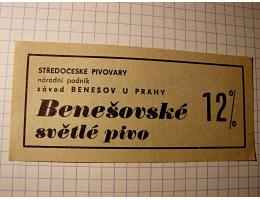 STŘEDOČESKÉ PIVOVARY
národní podnik
závod BENEŠOV U PRAHY
Benešovské 12%
světlé pivo